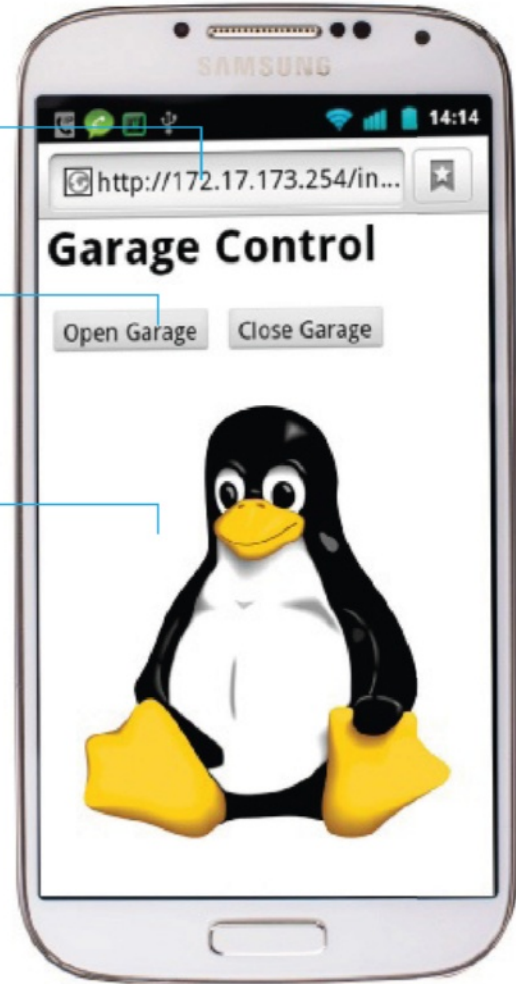 SAMSUNG
14:14
http://172.17.173.254/in...
Garage Control
Open Garage
Close Garage